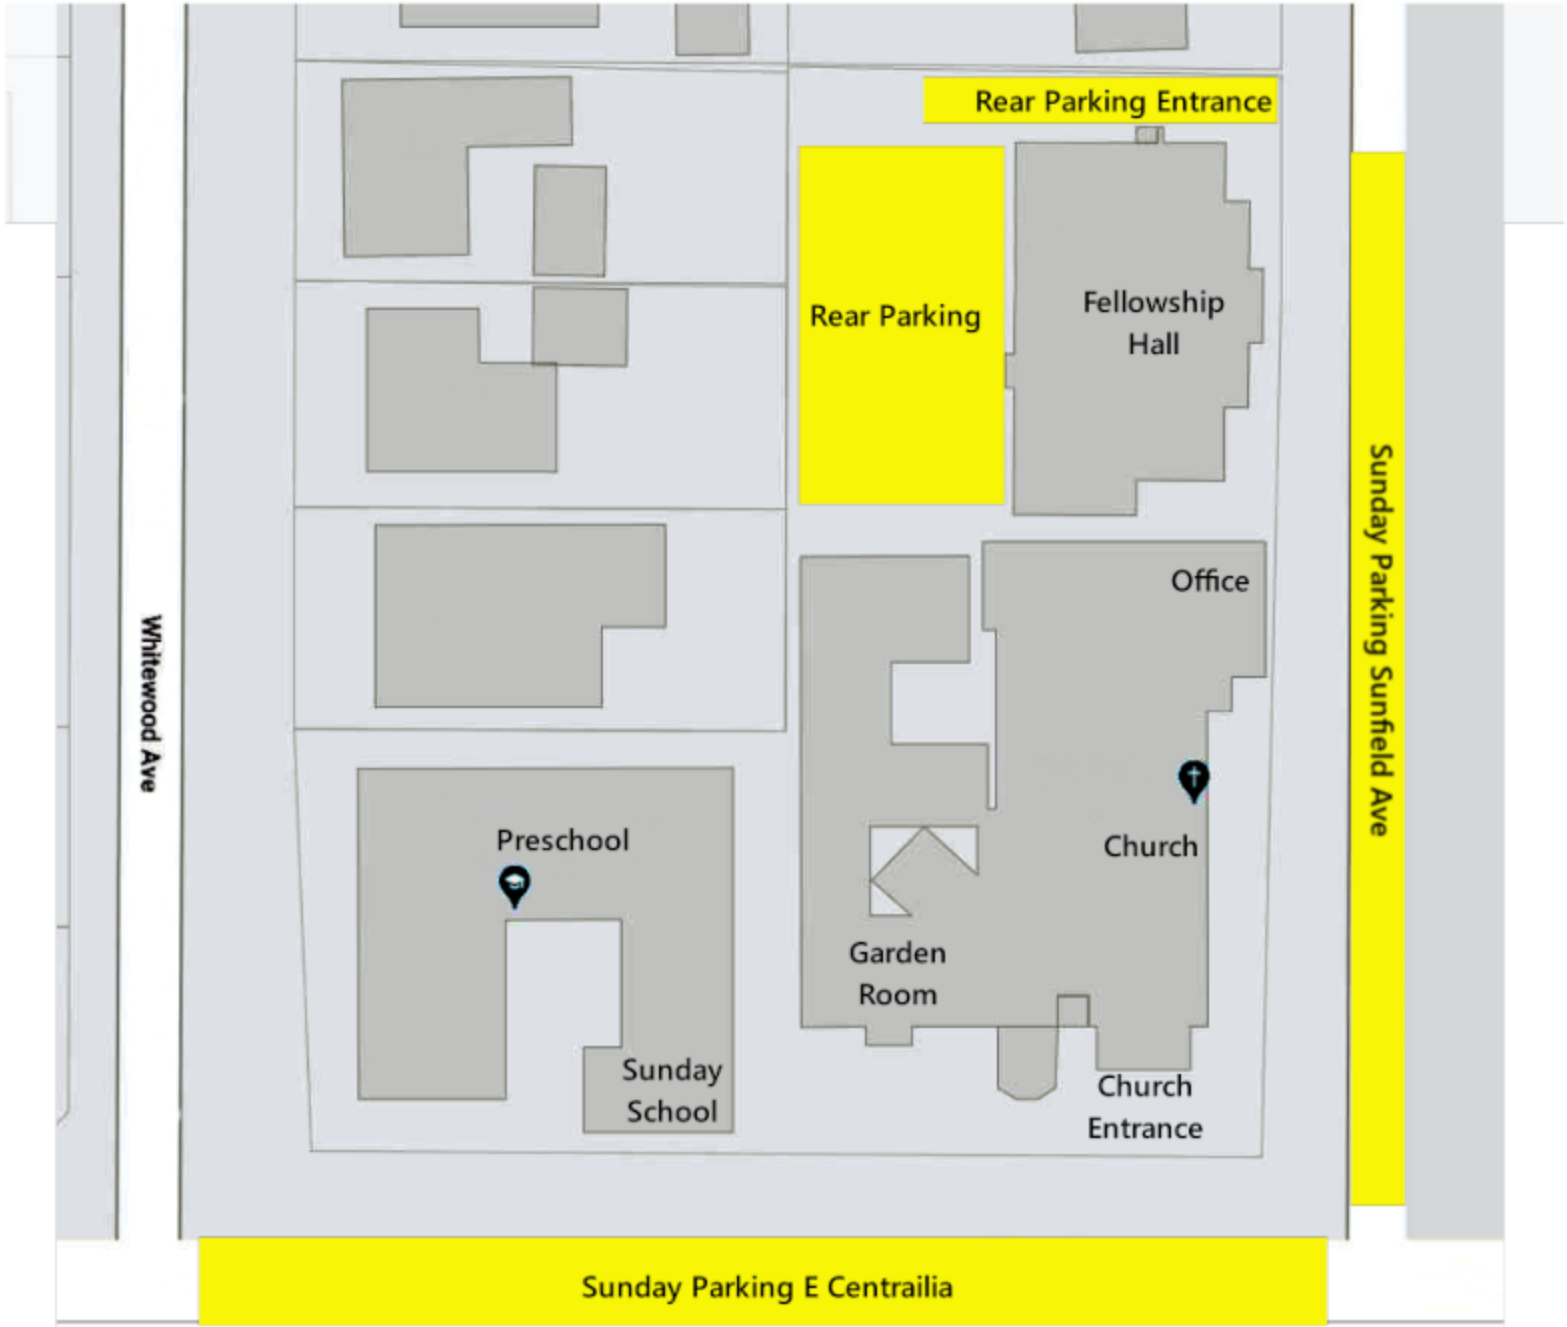 Rear Parking Entrance
Rear Parking
Fellowship
Hall
Sunday Parking Sunfield Ave
Office
Whitewood Ave
Preschool
Church
Garden
Room
Sunday
School
Church
Entrance
Sunday Parking E Centrailia